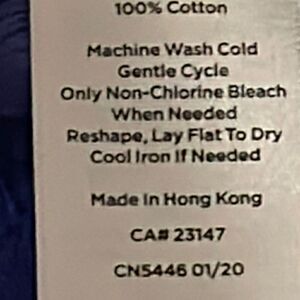 100% Cotton
Machine Wash Cold
Gentle Cycle
Only Non-Chlorine Bleach
When Needed
Reshape, Lay Flat To Dry
Cool Iron If Needed
Made In Hong Kong
CA# 23147
CN5446 01/20